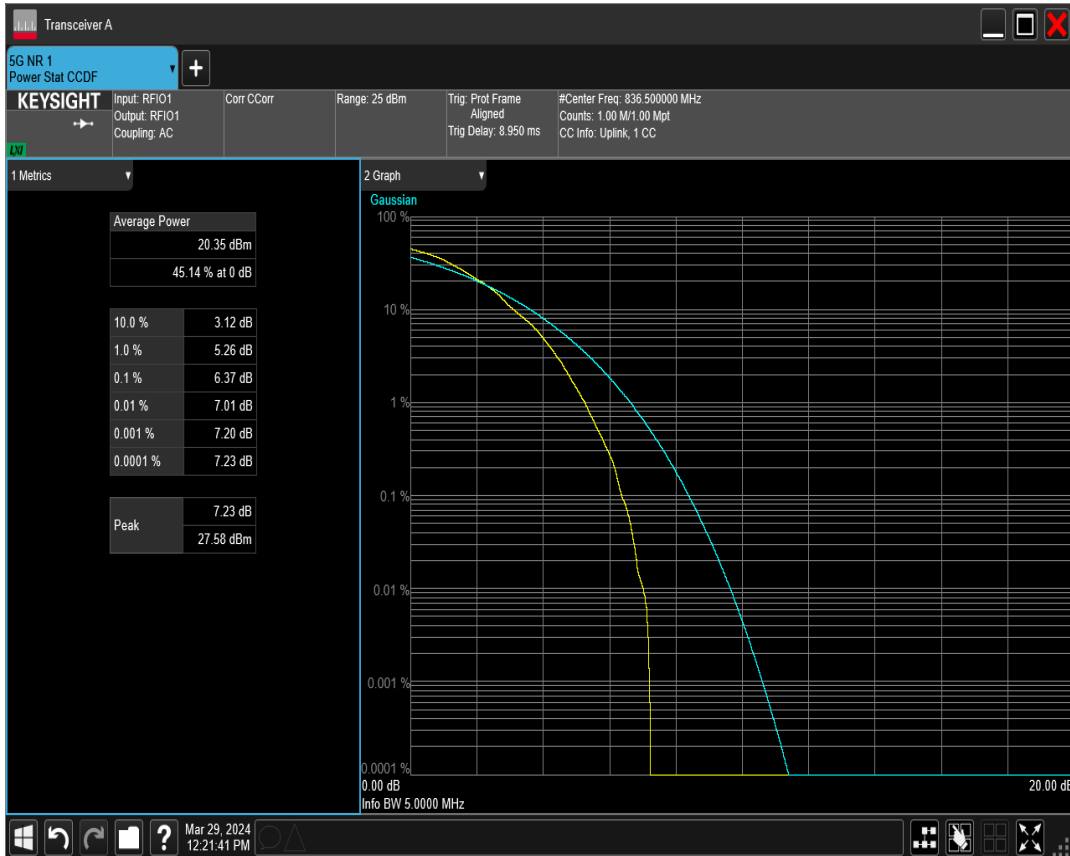 Transceiver A
5G NR 1
Power Stat CCDF
+
KEYSIGHT
LXI
Input: RFIO1
Output: RFIO1
Coupling: AC
Corr CCorr
Range: 25 dBm
Trig: Prot Frame
Aligned
Trig Delay: 8.950 ms
#Center Freq: 836.500000 MHz
Counts: 1.00 M/1.00 Mpt
CC Info: Uplink, 1 CC
1 Metrics
Average Power
20.35 dBm
45.14 % at 0 dB
10.0 % 3.12 dB
1.0 % 5.26 dB
0.1 % 6.37 dB
0.01 % 7.01 dB
0.001 % 7.20 dB
0.0001 % 7.23 dB
Peak 7.23 dB
27.58 dBm
2 Graph
Gaussian
100 %
10 %
1 %
0.1 %
0.01 %
0.001 %
0.0001 %
0.00 dB 20.00 dB
Info BW 5.0000 MHz
? Mar 29, 2024
12:21:41 PM